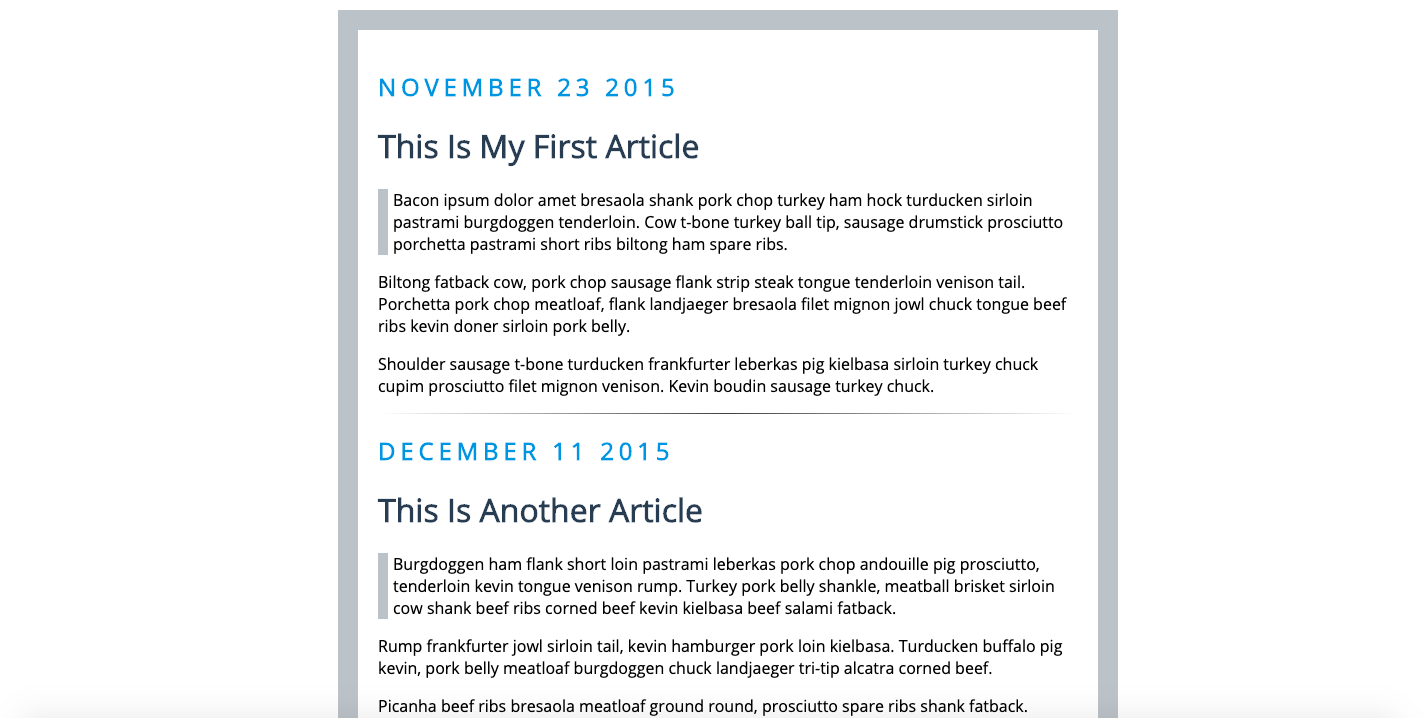 NOVEMBER 23 2015
This Is My First Article
Bacon ipsum dolor amet bresaola shank pork chop turkey ham hock turducken sirloin
pastrami burgdoggen tenderloin. Cow t-bone turkey ball tip, sausage drumstick prosciutto
porchetta pastrami short ribs biltong ham spare ribs.
Biltong fatback cow, pork chop sausage flank strip steak tongue tenderloin venison tail.
Porchetta pork chop meatloaf, flank landjaeger bresaola filet mignon jowl chuck tongue beef
ribs kevin doner sirloin pork belly.
Shoulder sausage t-bone turducken frankfurter leberkas pig kielbasa sirloin turkey chuck
cupim prosciutto filet mignon venison. Kevin boudin sausage turkey chuck.
DECEMBER 11 2015
This Is Another Article
Burgdoggen ham flank short loin pastrami leberkas pork chop andouille pig prosciutto,
tenderloin kevin tongue venison rump. Turkey pork belly shankle, meatball brisket sirloin
cow shank beef ribs corned beef kevin kielbasa beef salami fatback.
Rump frankfurter jowl sirloin tail, kevin hamburger pork loin kielbasa. Turducken buffalo pig
kevin, pork belly meatloaf burgdoggen chuck landjaeger tri-tip alcatra corned beef.
Picanha beef ribs bresaola meatloaf ground round, prosciutto spare ribs shank fatback.